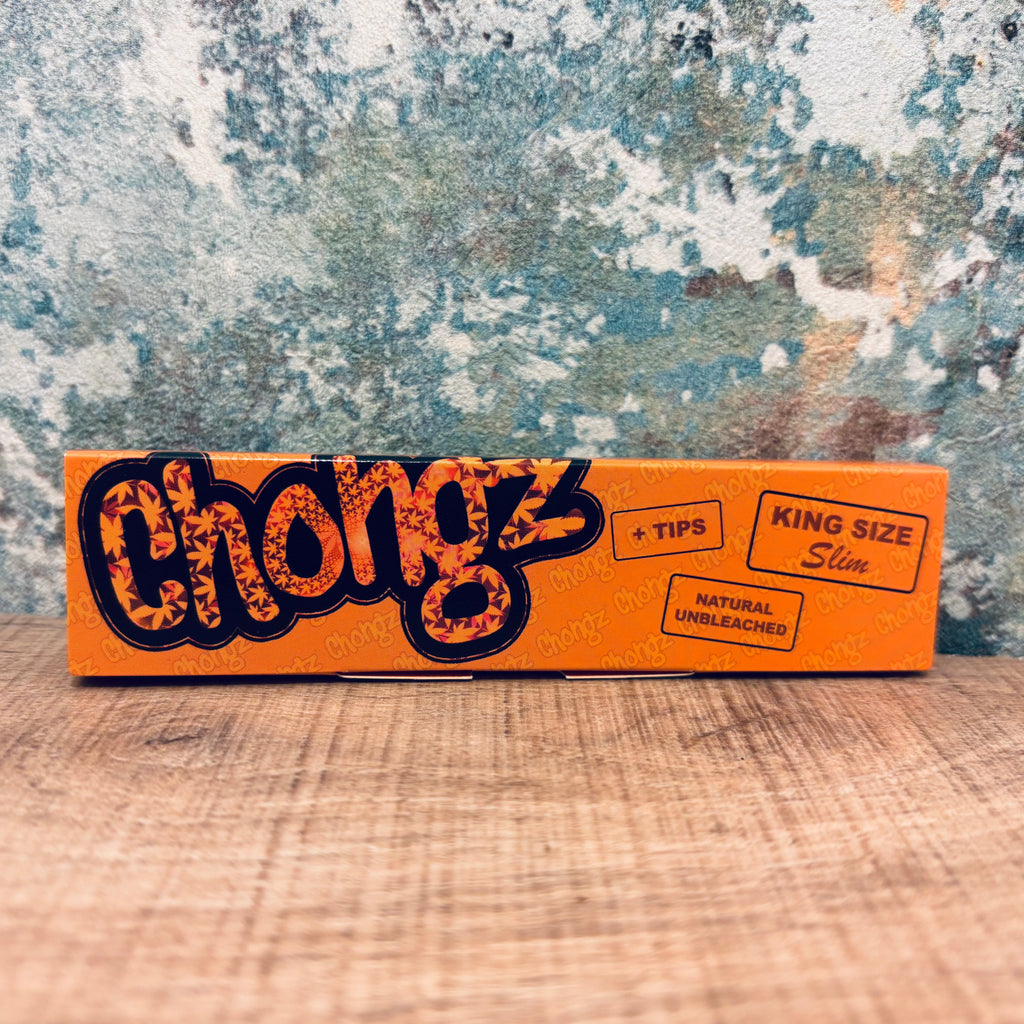 Chongz
+ TIPS
KING SIZE
Slim
NATURAL
UNBLEACHED